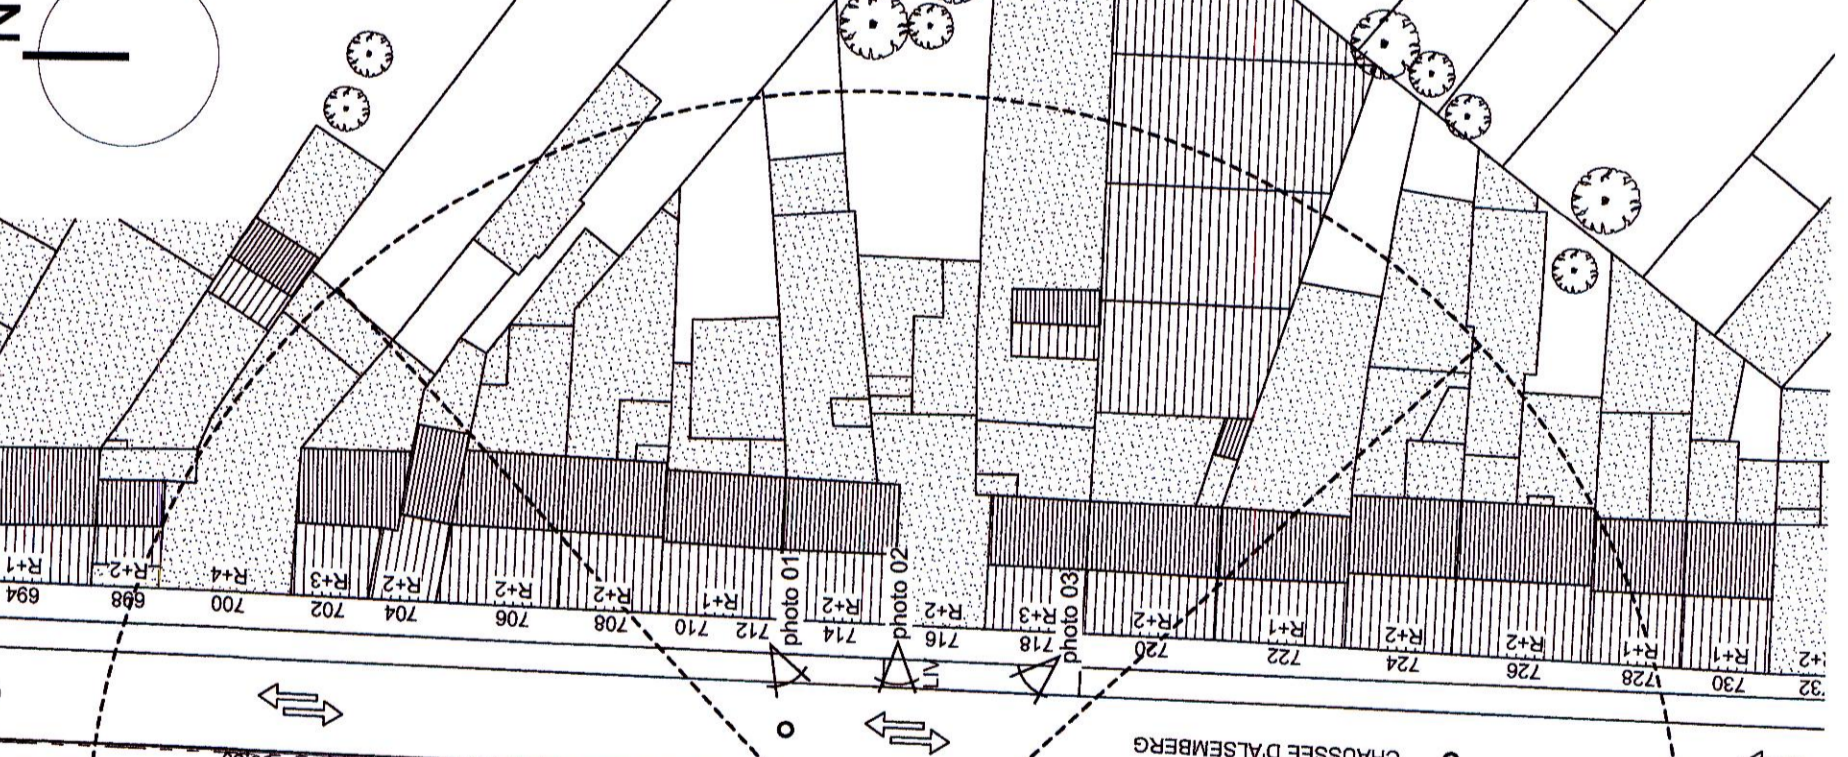 N
R+1
694
R+2
698
R+4
700
R+3
702
R+2
704
R+2
706
R+2
708
R+1
710
712
photo 01
R+2
714
photo 02
R+2
716
LIV
R+3
718
photo 03
R+2
720
R+1
722
R+2
724
R+2
726
R+1
728
R+1
730
CHAUSSEE D'ALSEMBERG